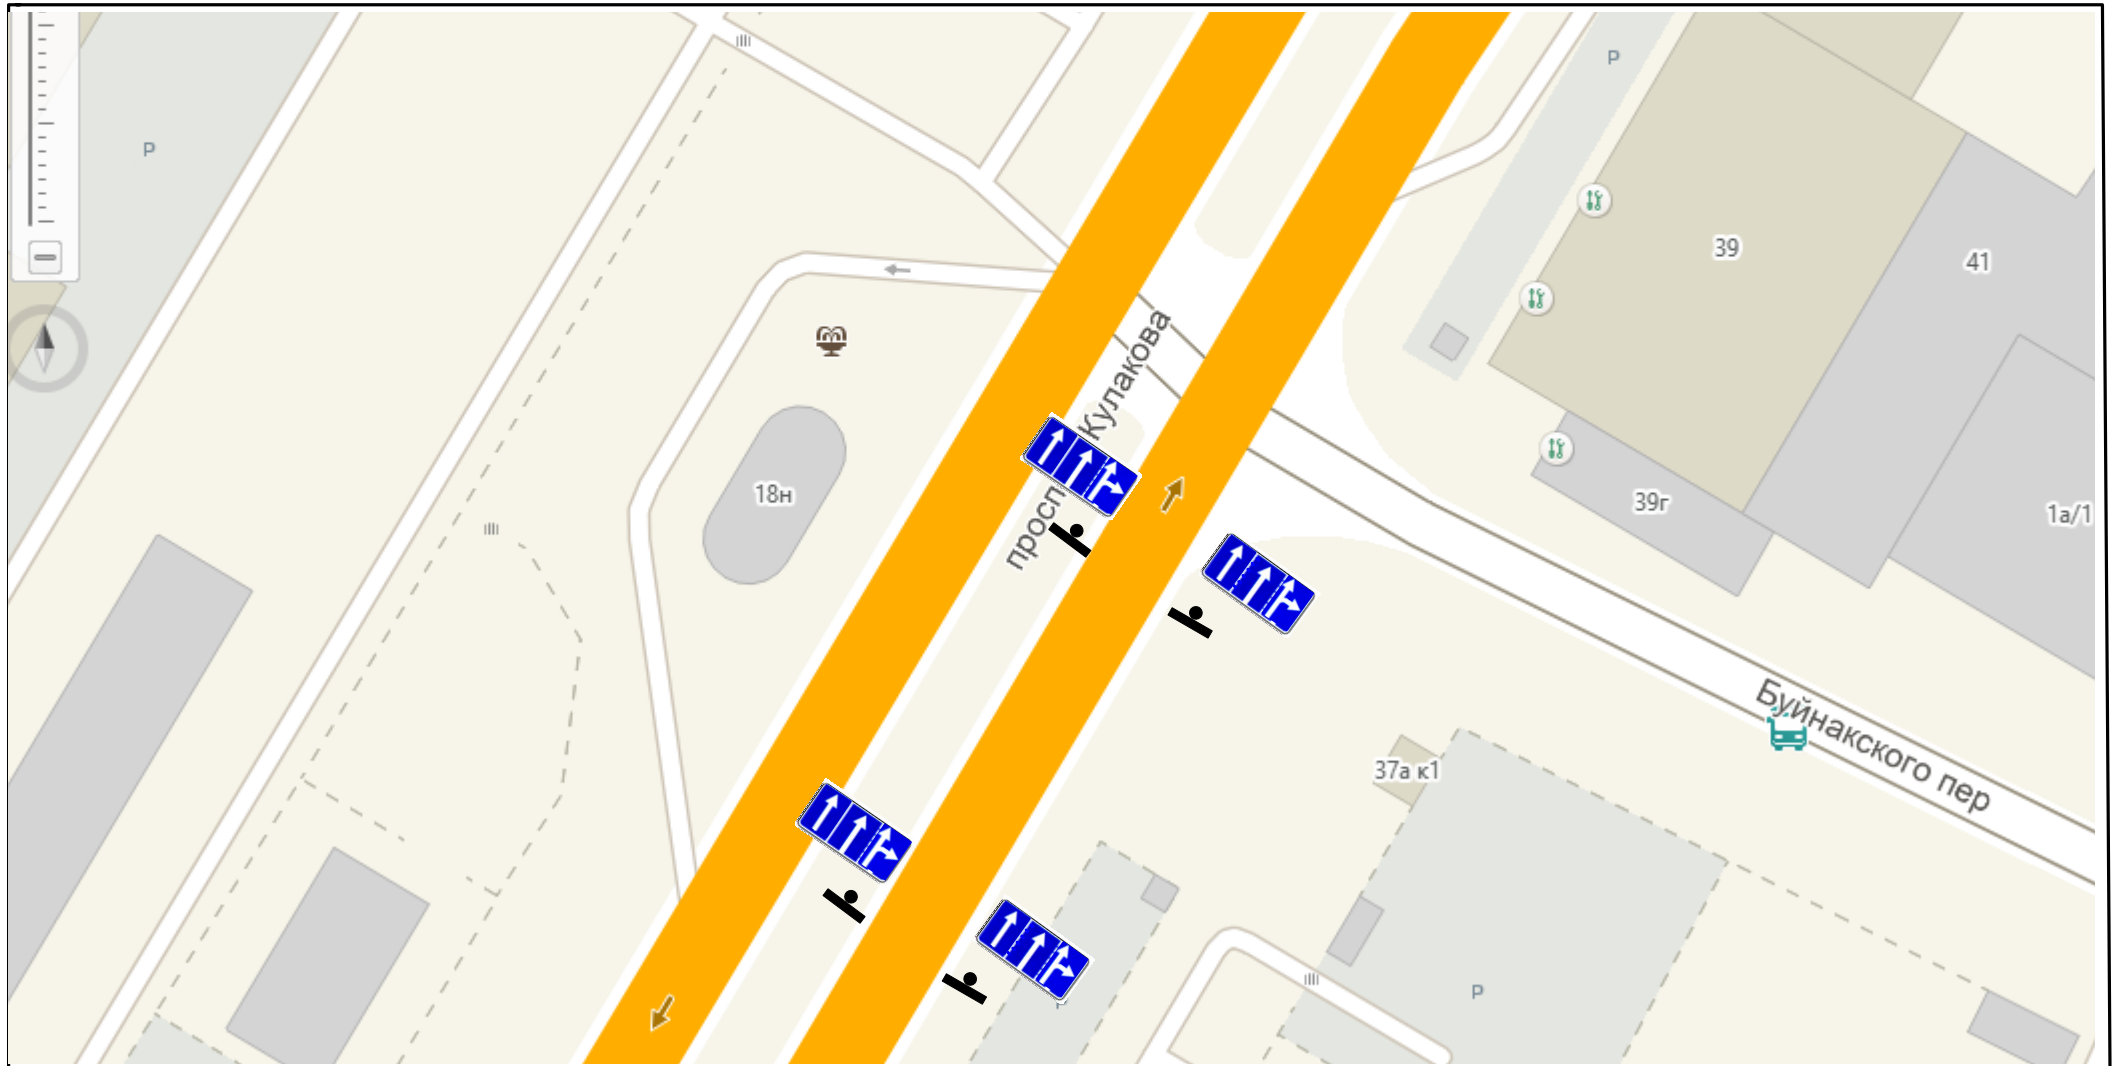 P
P
39
41
просп Кулакова
18н
39г
1а/1
Буйнакского пер
37а к1
P